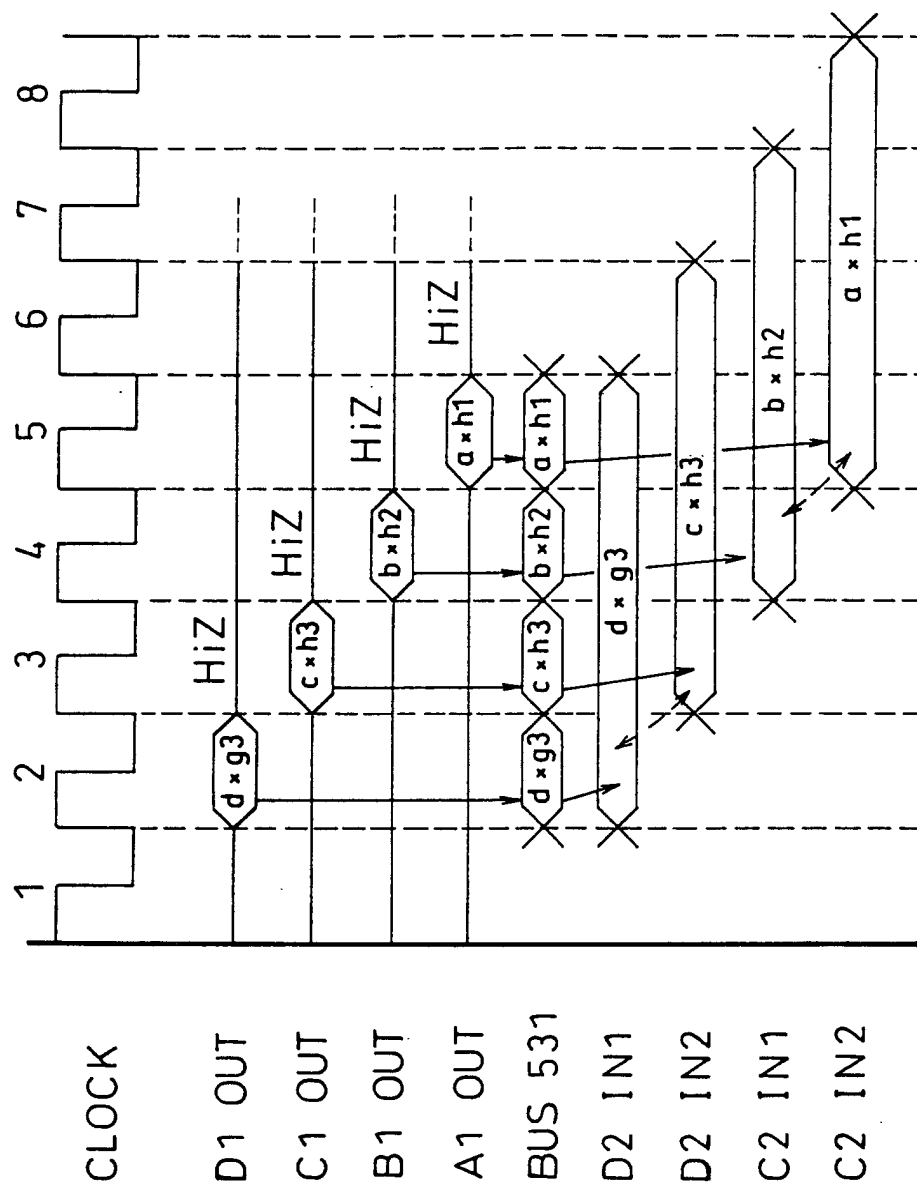 1 2 3 4 5 6 7 8
CLOCK
D1 OUT d×g3 HiZ
C1 OUT c×h3 HiZ
B1 OUT b×h2 HiZ
A1 OUT a×h1 HiZ
BUS 531 d×g3 c×h3 b×h2 a×h1
D2 IN1 d×g3
D2 IN2 c×h3
C2 IN1 b×h2
C2 IN2 a×h1